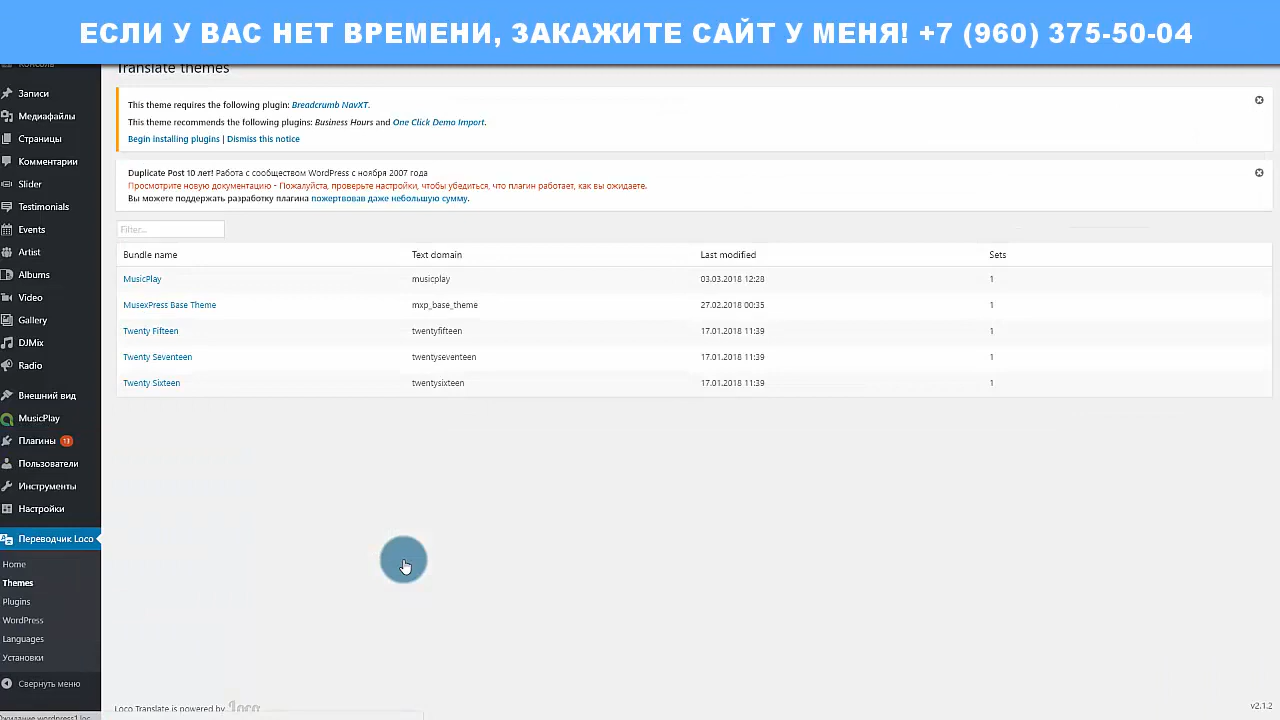 ЕСЛИ У ВАС НЕТ ВРЕМЕНИ, ЗАКАЖИТЕ САЙТ У МЕНЯ! +7 (960) 375-50-04
Консоль
Записи
Медиафайлы
Страницы
Комментарии
Slider
Testimonials
Events
Artist
Albums
Video
Gallery
DJMix
Radio
Внешний вид
MusicPlay
Плагины 13
Пользователи
Инструменты
Настройки
Переводчик Loco
Home
Themes
Plugins
WordPress
Languages
Установки
Свернуть меню
Translate themes
This theme requires the following plugin: Breadcrumb NavXT.
This theme recommends the following plugins: Business Hours and One Click Demo Import.
Begin installing plugins | Dismiss this notice
Duplicate Post 10 лет! Работа с сообществом WordPress с ноября 2007 года
Просмотрите новую документацию - Пожалуйста, проверьте настройки, чтобы убедиться, что плагин работает, как вы ожидаете.
Вы можете поддержать разработку плагина пожертвовав даже небольшую сумму.
Filter...
Bundle name Text domain Last modified Sets
MusicPlay musicplay 03.03.2018 12:28 1
MusexPress Base Theme mxp_base_theme 27.02.2018 00:35 1
Twenty Fifteen twentyfifteen 17.01.2018 11:39 1
Twenty Seventeen twentyseventeen 17.01.2018 11:39 1
Twenty Sixteen twentysixteen 17.01.2018 11:39 1
Loco Translate is powered by Loco
v2.1.2